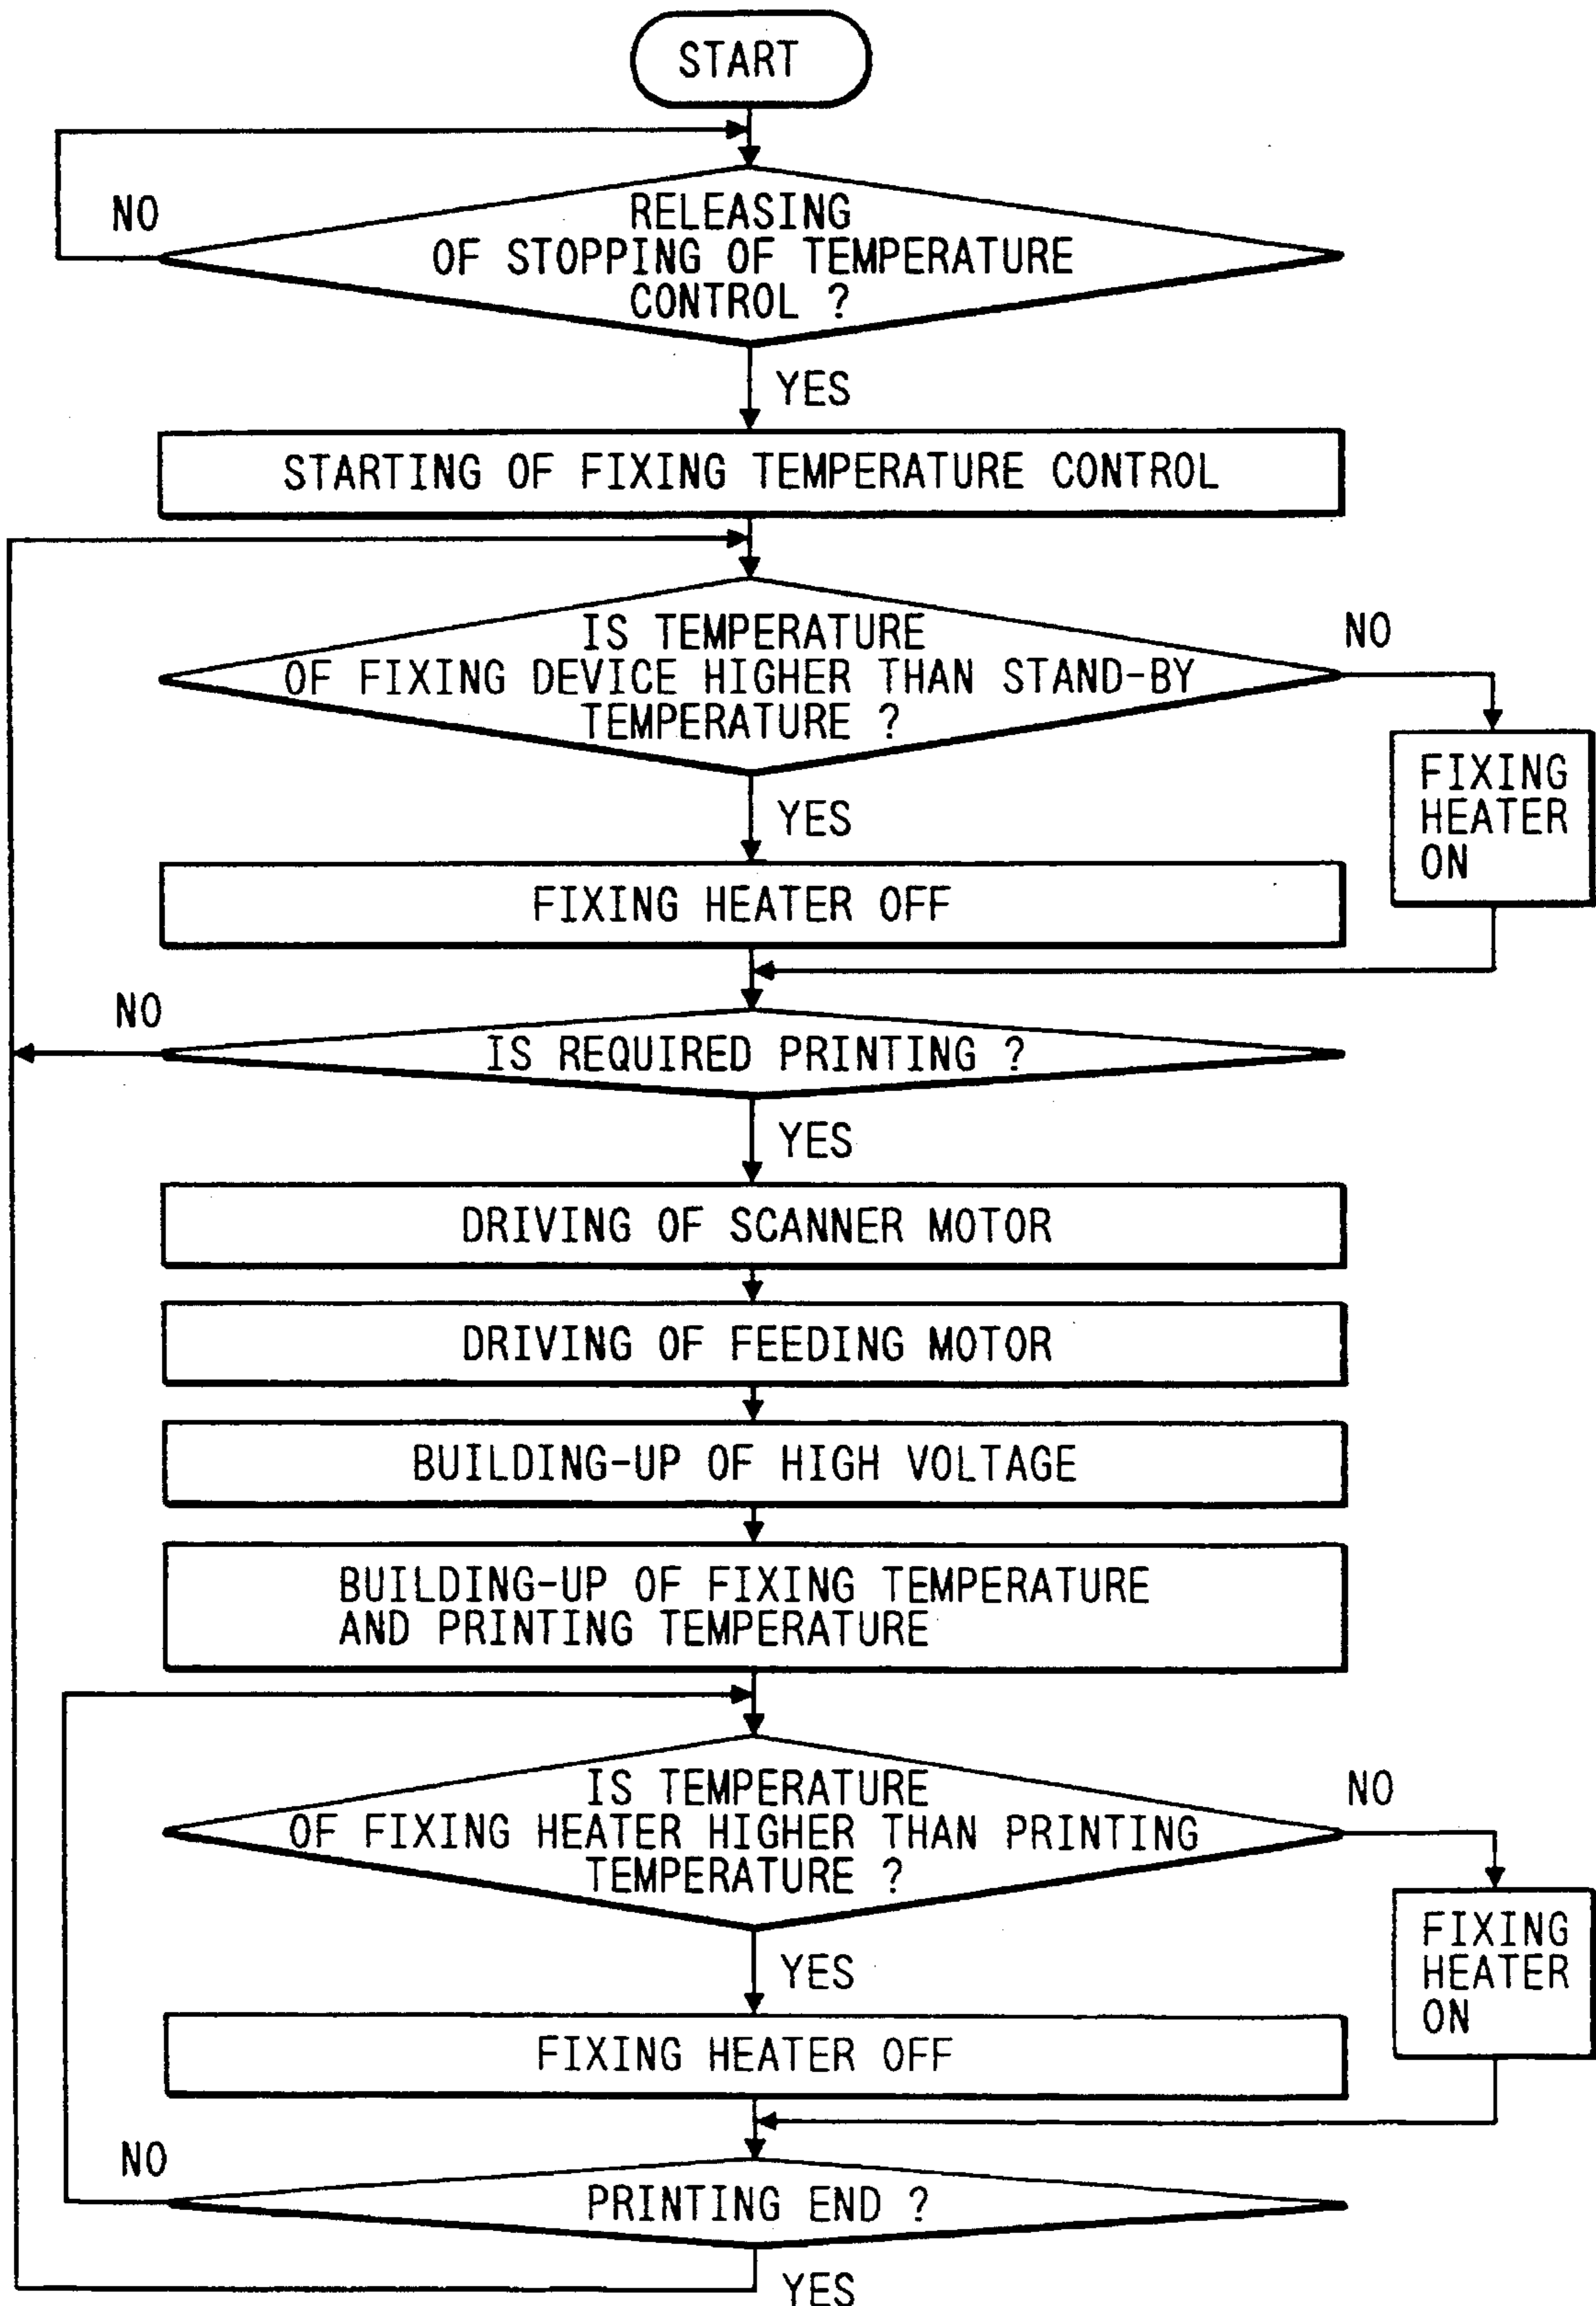 START
NO
RELEASING
OF STOPPING OF TEMPERATURE
CONTROL ?
YES
STARTING OF FIXING TEMPERATURE CONTROL
IS TEMPERATURE
OF FIXING DEVICE HIGHER THAN STAND-BY
TEMPERATURE ?
NO
YES
FIXING
HEATER
ON
FIXING HEATER OFF
NO
IS REQUIRED PRINTING ?
YES
DRIVING OF SCANNER MOTOR
DRIVING OF FEEDING MOTOR
BUILDING-UP OF HIGH VOLTAGE
BUILDING-UP OF FIXING TEMPERATURE
AND PRINTING TEMPERATURE
IS TEMPERATURE
OF FIXING HEATER HIGHER THAN PRINTING
TEMPERATURE ?
NO
YES
FIXING
HEATER
ON
FIXING HEATER OFF
NO
PRINTING END ?
YES